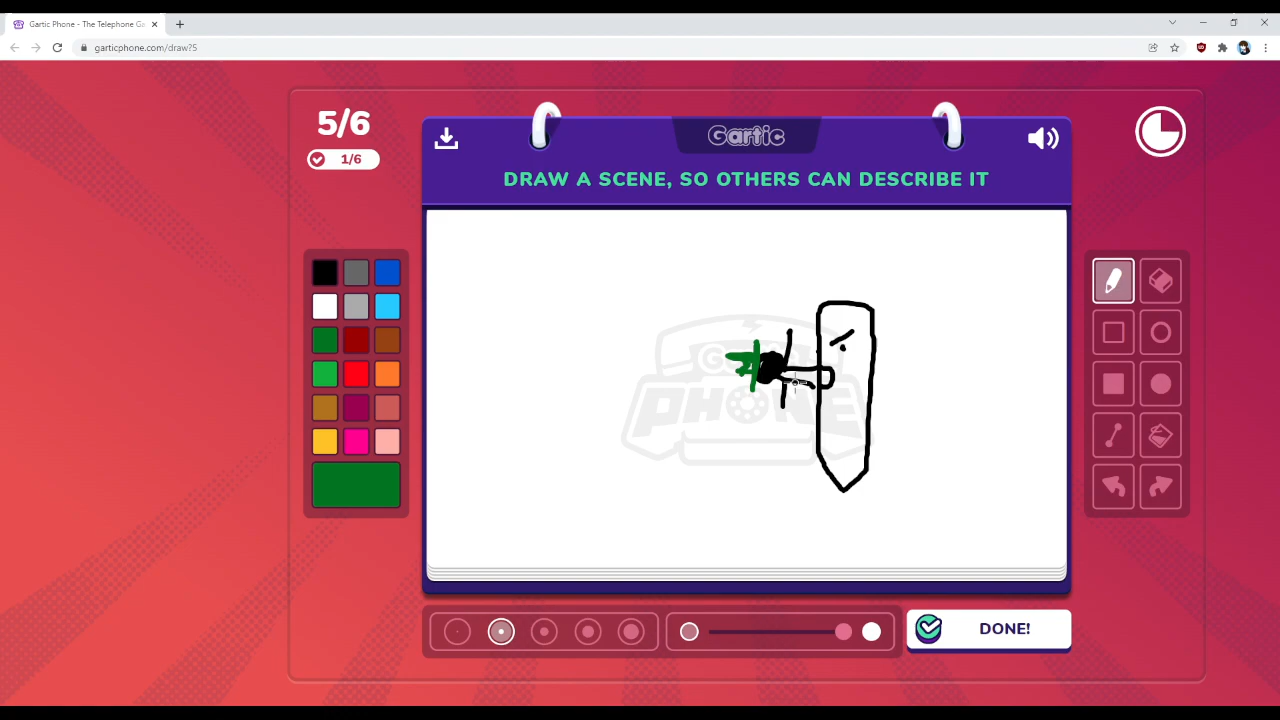 Gartic Phone - The Telephone Ga
garticphone.com/draw?5
5/6
1/6
Gartic
DRAW A SCENE, SO OTHERS CAN DESCRIBE IT
PHONE
DONE!